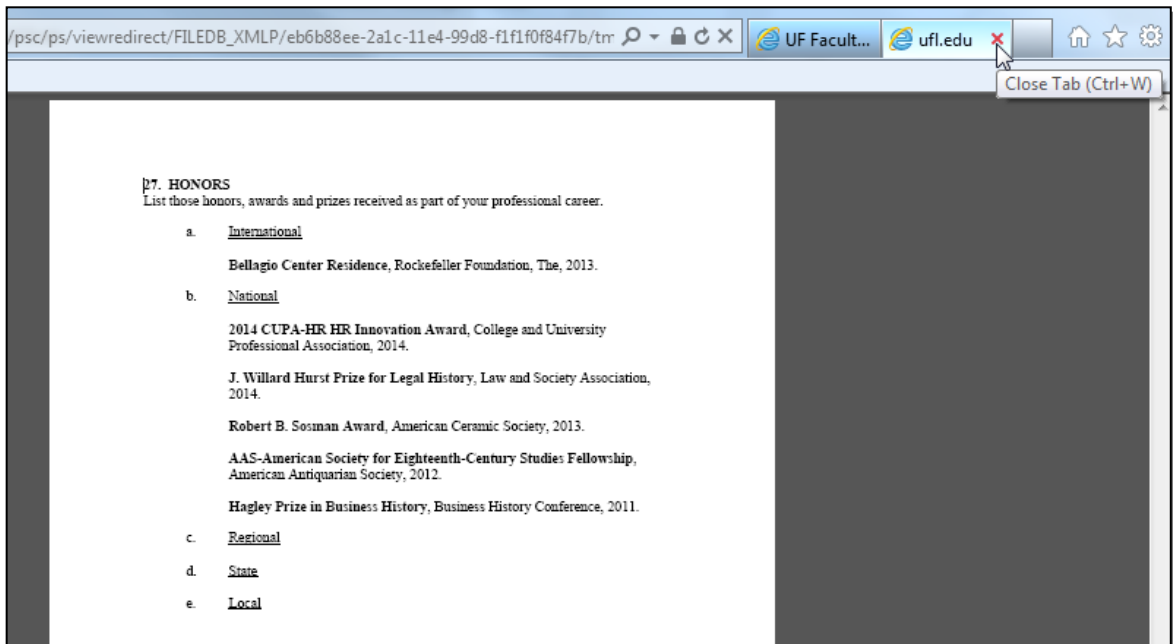 /psc/ps/viewredirect/FILEDB_XMLP/eb6b88ee-2a1c-11e4-99d8-f1f1f0f84f7b/tm
UF Facult...
ufl.edu
Close Tab (Ctrl+W)
27. HONORS
List those honors, awards and prizes received as part of your professional career.
a. International
Bellagio Center Residence, Rockefeller Foundation, The, 2013.
b. National
2014 CUPA-HR HR Innovation Award, College and University
Professional Association, 2014.
J. Willard Hurst Prize for Legal History, Law and Society Association,
2014.
Robert B. Sosman Award, American Ceramic Society, 2013.
AAS-American Society for Eighteenth-Century Studies Fellowship,
American Antiquarian Society, 2012.
Hagley Prize in Business History, Business History Conference, 2011.
c. Regional
d. State
e. Local